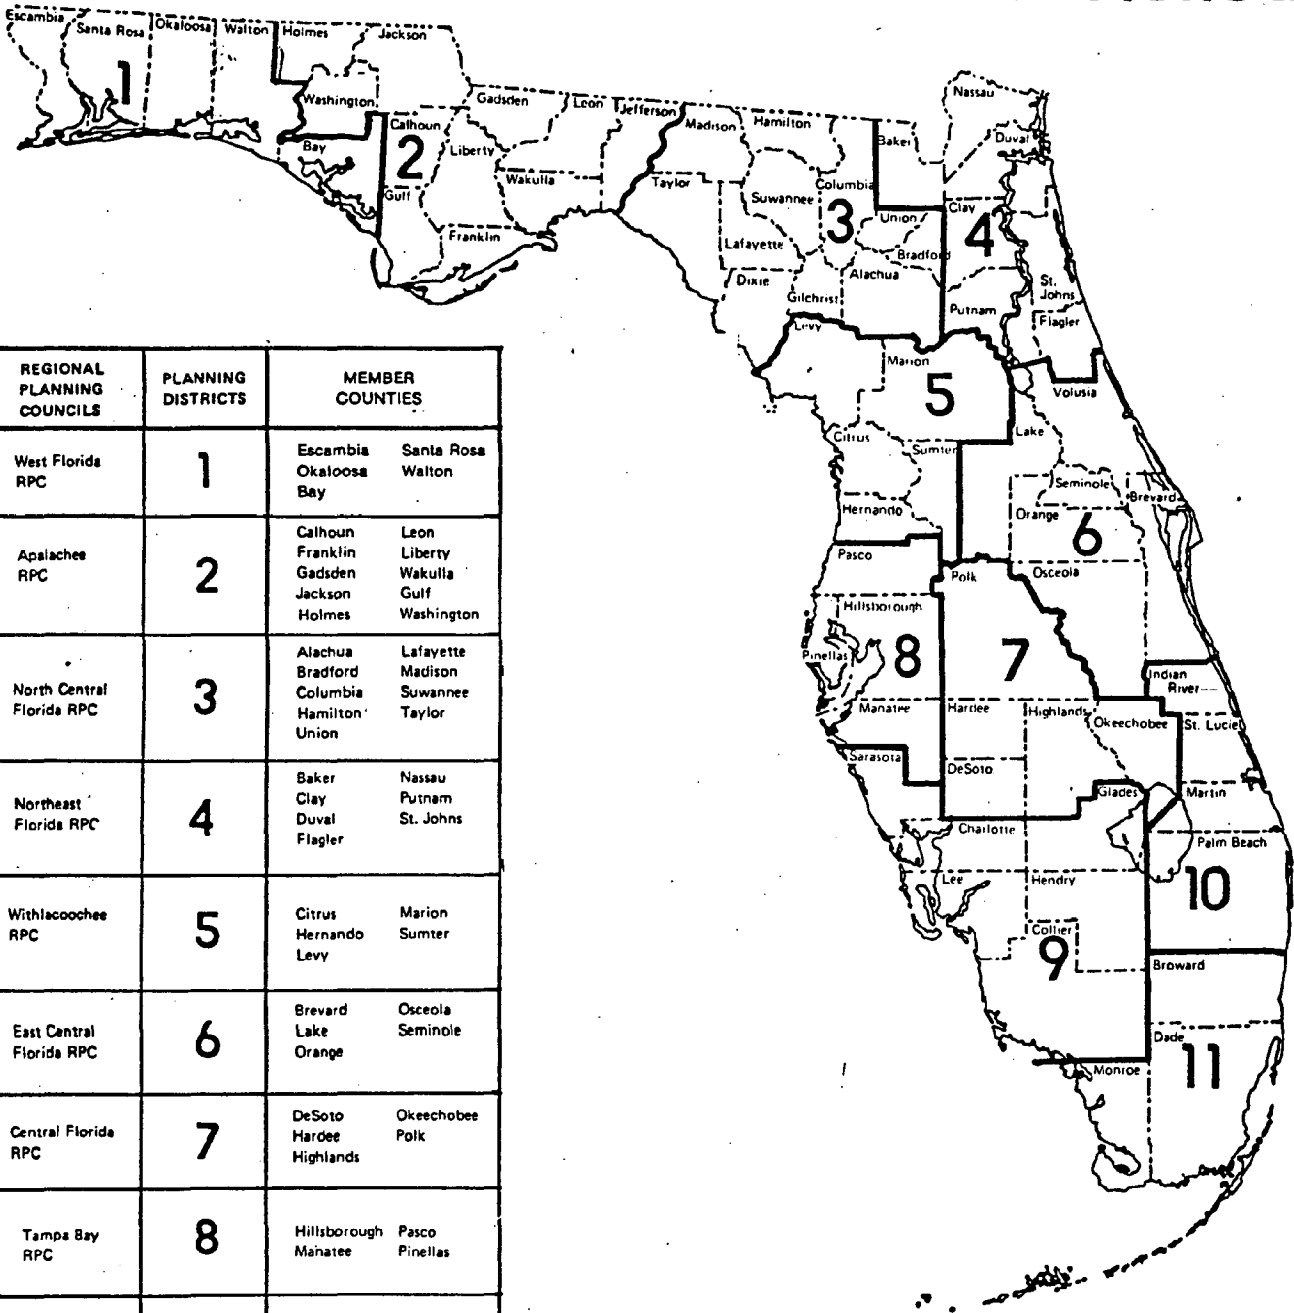 Escambia
Santa Rosa
Okaloosa
Walton
Holmes
Jackson
1
Washington
Bay
Calhoun
2
Gulf
Gadsden
Liberty
Leon
Jefferson
Wakulla
Franklin
Madison
Hamilton
Taylor
Suwannee
Columbia
3
Lafayette
Dixie
Gilchrist
Alachua
Union
Bradford
Baker
Nassau
Duval
Clay
4
Putnam
St.
Johns
Flagler
Levy
Marion
5
Citrus
Sumter
Hernando
Volusia
Lake
Seminole
Orange
Brevard
6
Osceola
Pasco
Hillsborough
Pinellas
8
Manatee
Polk
7
Hardee
Highlands
DeSoto
Okeechobee
Indian
River
St. Lucie
Martin
Sarasota
Glades
Charlotte
Lee
Hendry
Collier
9
Palm Beach
10
Broward
Dade
11
Monroe
REGIONAL
PLANNING
COUNCILS
PLANNING
DISTRICTS
MEMBER
COUNTIES
West Florida
RPC
1
Escambia Santa Rosa
Okaloosa Walton
Bay
Apalachee
RPC
2
Calhoun Leon
Franklin Liberty
Gadsden Wakulla
Jackson Gulf
Holmes Washington
North Central
Florida RPC
3
Alachua Lafayette
Bradford Madison
Columbia Suwannee
Hamilton Taylor
Union
Northeast
Florida RPC
4
Baker Nassau
Clay Putnam
Duval St. Johns
Flagler
Withlacoochee
RPC
5
Citrus Marion
Hernando Sumter
Levy
East Central
Florida RPC
6
Brevard Osceola
Lake Seminole
Orange
Central Florida
RPC
7
DeSoto Okeechobee
Hardee Polk
Highlands
Tampa Bay
RPC
8
Hillsborough Pasco
Manatee Pinellas